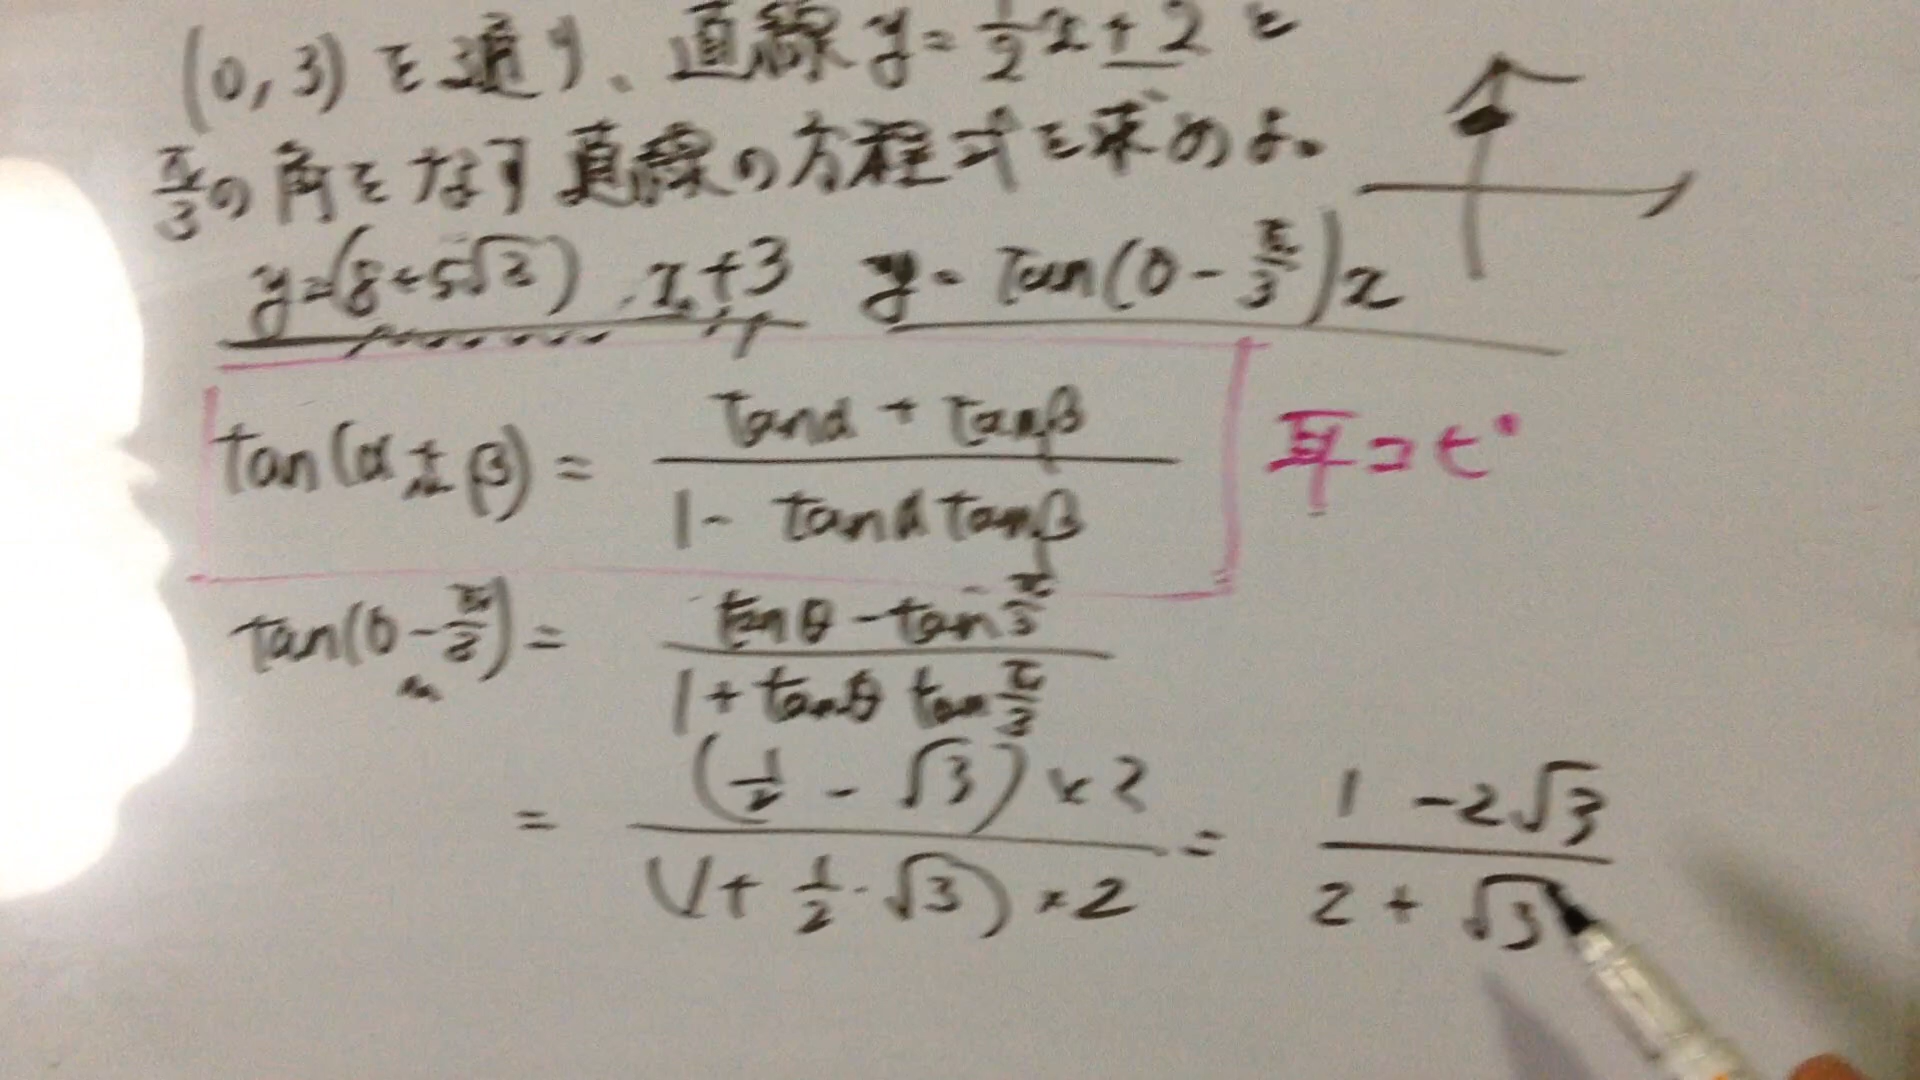 (0, 3) を通り、直線 y = 1/2 x + 2 と
π/3 の角をなす直線の方程式を求めよ。
y = (8+5√3) x + 3 y = tan(θ - π/3)x
tan(α ± β) = (tanα + tanβ)/(1 - tanα tanβ) 耳コピ
tan(θ - π/3) = (tanθ - tan π/3)/(1 + tanθ tan π/3)
= ((1/2 - √3) × 2)/((1 + 1/2 · √3) × 2) = (1 - 2√3)/(2 + √3)